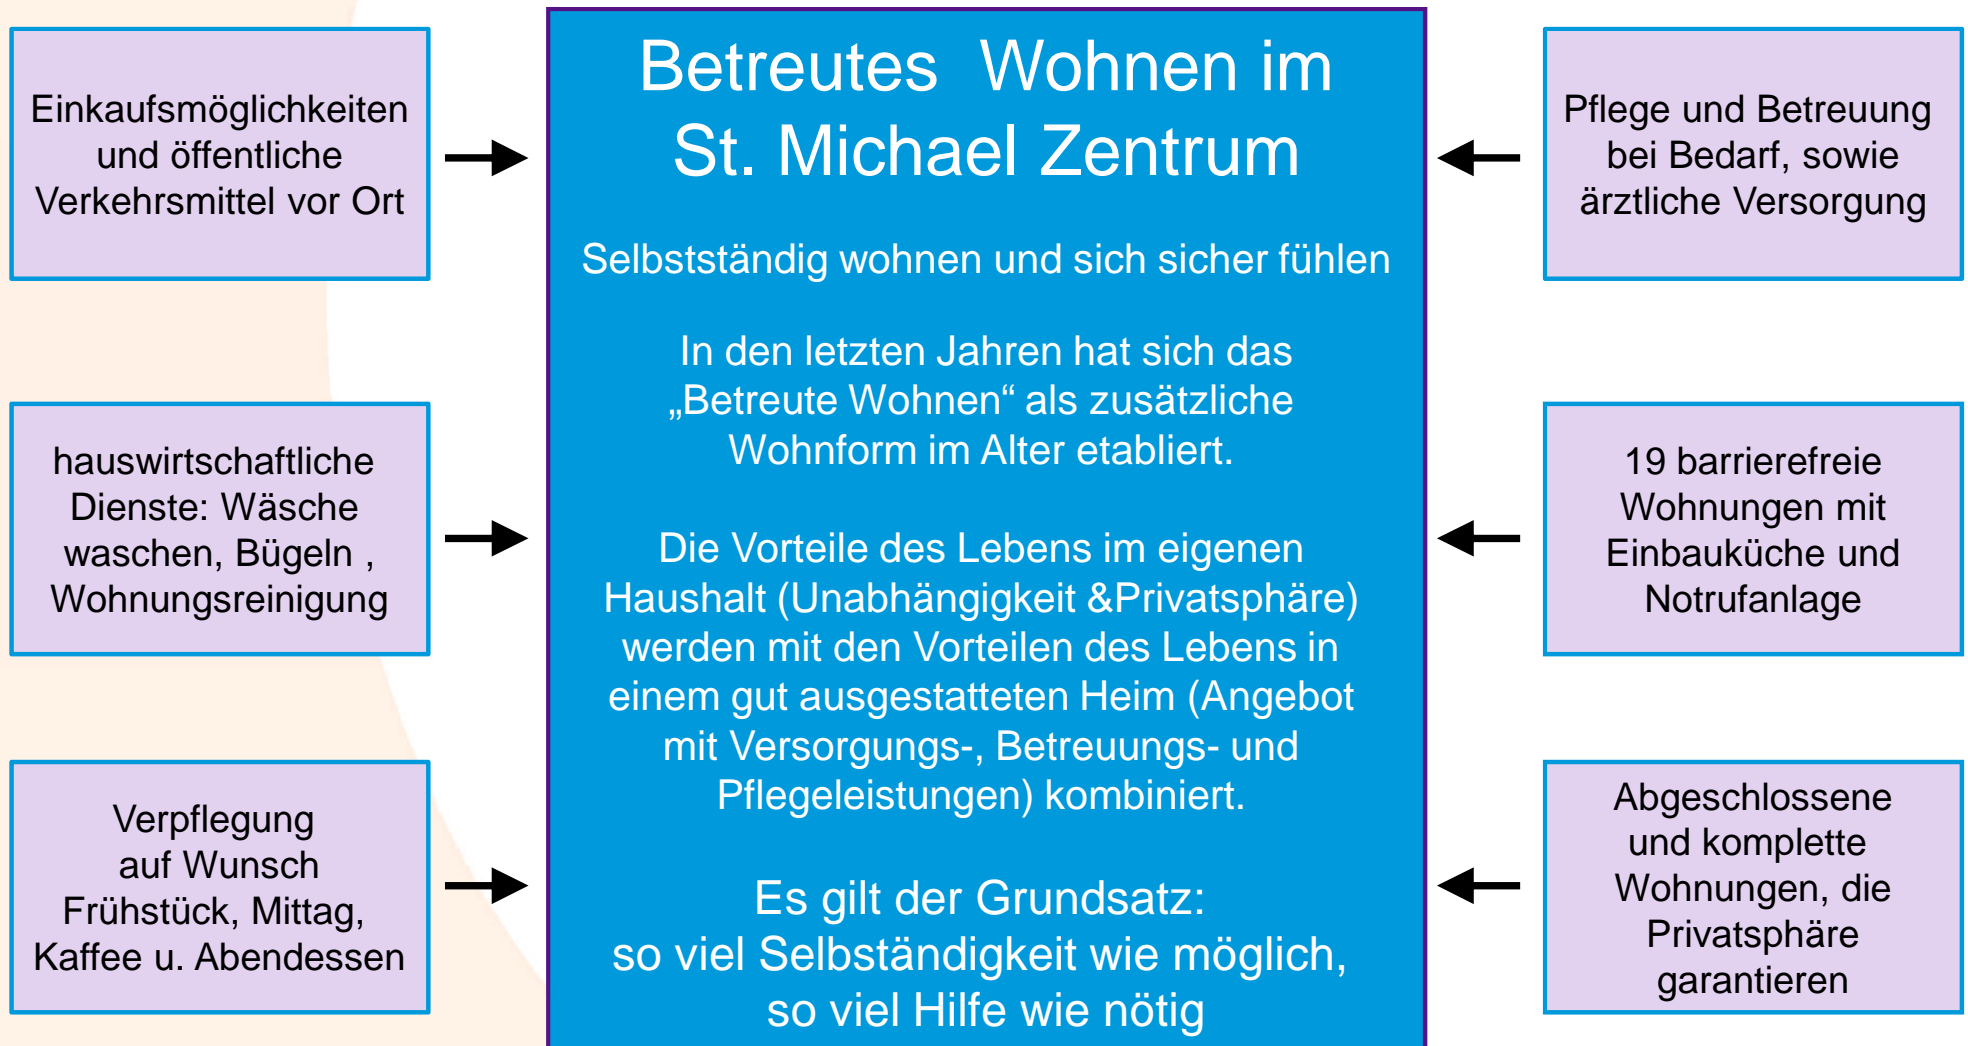 Einkaufsmöglichkeiten
und öffentliche
Verkehrsmittel vor Ort
hauswirtschaftliche
Dienste: Wäsche
waschen, Bügeln ,
Wohnungsreinigung
Verpflegung
auf Wunsch
Frühstück, Mittag,
Kaffee u. Abendessen
Betreutes  Wohnen im
St. Michael Zentrum
Selbstständig wohnen und sich sicher fühlen
In den letzten Jahren hat sich das
„Betreute Wohnen“ als zusätzliche
Wohnform im Alter etabliert.
Die Vorteile des Lebens im eigenen
Haushalt (Unabhängigkeit &Privatsphäre)
werden mit den Vorteilen des Lebens in
einem gut ausgestatteten Heim (Angebot
mit Versorgungs-, Betreuungs- und
Pflegeleistungen) kombiniert.
Es gilt der Grundsatz:
so viel Selbständigkeit wie möglich,
so viel Hilfe wie nötig
Pflege und Betreuung
bei Bedarf, sowie
ärztliche Versorgung
19 barrierefreie
Wohnungen mit
Einbauküche und
Notrufanlage
Abgeschlossene
und komplette
Wohnungen, die
Privatsphäre
garantieren